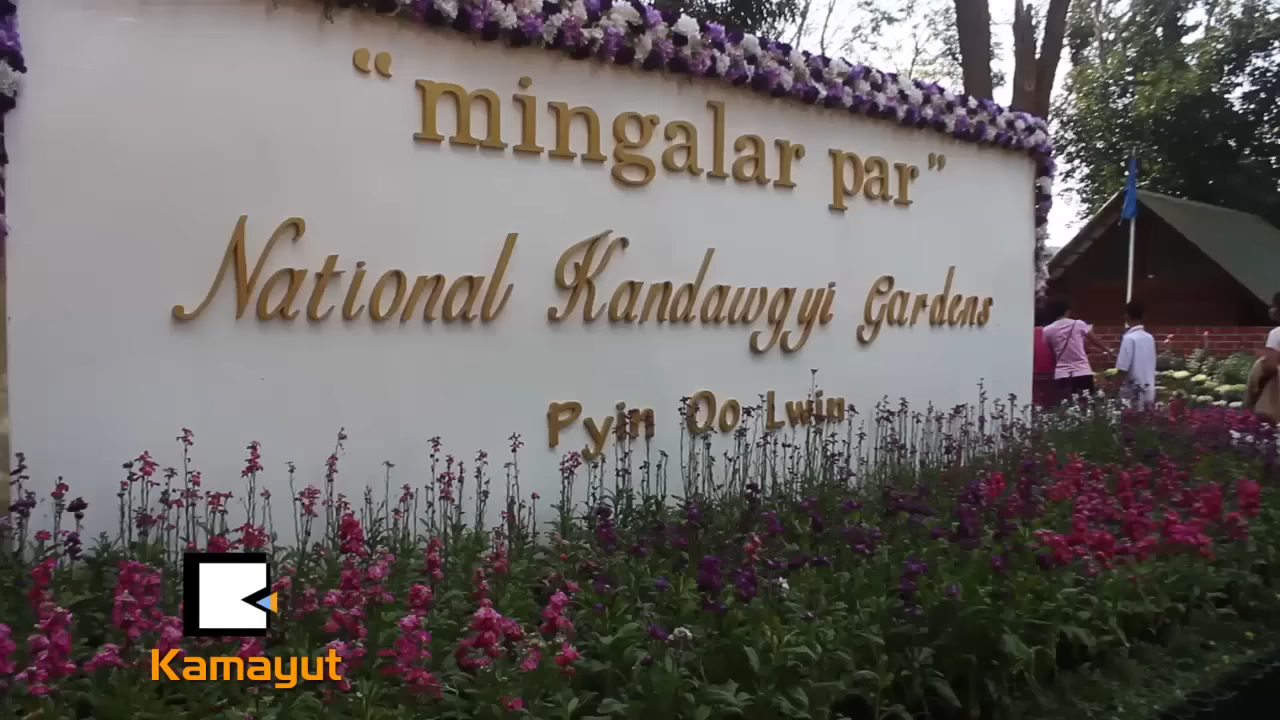 “mingalar par”
National Kandawgyi Gardens
Pyin Oo Lwin
Kamayut